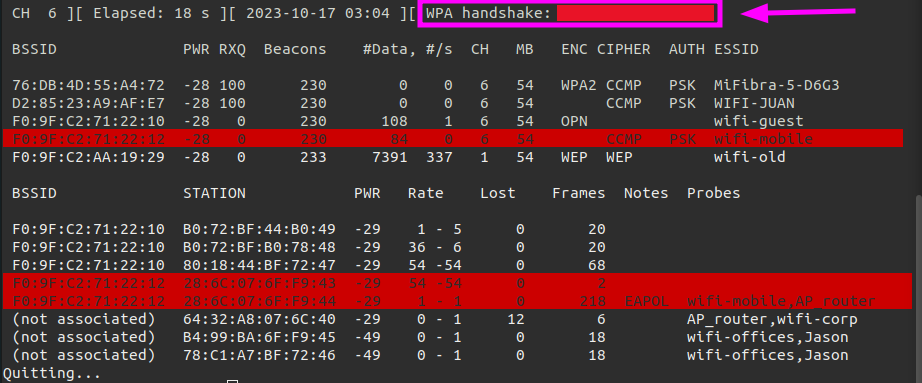 CH  6 ][ Elapsed: 18 s ][ 2023-10-17 03:04 ][ WPA handshake:
BSSID              PWR RXQ  Beacons    #Data, #/s  CH   MB   ENC CIPHER  AUTH ESSID
76:DB:4D:55:A4:72  -28 100      230        0    0   6   54   WPA2 CCMP   PSK  MiFibra-5-D6G3
D2:85:23:A9:AF:E7  -28 100      230        0    0   6   54        CCMP   PSK  WIFI-JUAN
F0:9F:C2:71:22:10  -28   0      230      108    1   6   54   OPN              wifi-guest
F0:9F:C2:71:22:12  -28   0      230       84    0   6   54        CCMP   PSK  wifi-mobile
F0:9F:C2:AA:19:29  -28   0      233     7391  337   1   54   WEP  WEP         wifi-old
BSSID              STATION            PWR   Rate    Lost    Frames  Notes  Probes
F0:9F:C2:71:22:10  B0:72:BF:44:B0:49  -29    1 - 5      0       20
F0:9F:C2:71:22:10  B0:72:BF:B0:78:48  -29   36 - 6      0       20
F0:9F:C2:71:22:10  80:18:44:BF:72:47  -29   54 -54      0       68
F0:9F:C2:71:22:12  28:6C:07:6F:F9:43  -29   54 -54      0        2
F0:9F:C2:71:22:12  28:6C:07:6F:F9:44  -29    1 - 1      0      218  EAPOL  wifi-mobile,AP_router
(not associated)   64:32:A8:07:6C:40  -29    0 - 1     12        6         AP_router,wifi-corp
(not associated)   B4:99:BA:6F:F9:45  -49    0 - 1      0       18         wifi-offices,Jason
(not associated)   78:C1:A7:BF:72:46  -49    0 - 1      0       18         wifi-offices,Jason
Quitting...